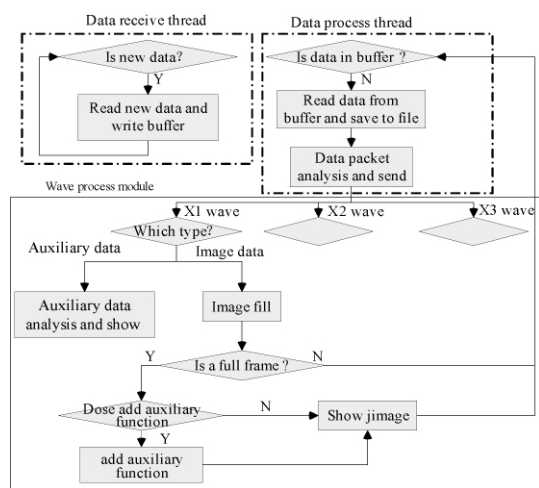 Data receive thread
Data process thread
Is new data?
Is data in buffer ?
Y
N
Read new data and
write buffer
Read data from
buffer and save to file
Data packet
analysis and send
Wave process module
X1 wave
X2 wave
X3 wave
Which type?
Auxiliary data
Image data
Auxiliary data
analysis and show
Image fill
Y
Is a full frame ?
N
Dose add auxiliary
function
N
Show jimage
Y
add auxiliary
function